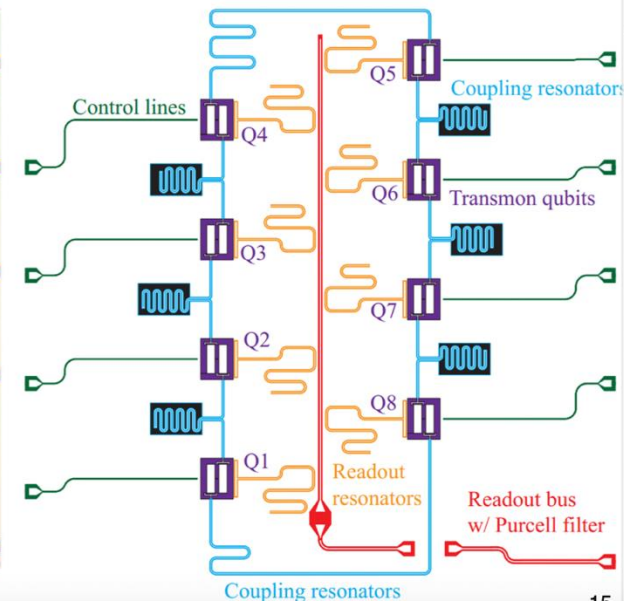 Q5
Coupling resonators
Control lines
Q4
Q6
Transmon qubits
Q3
Q7
Q2
Q8
Q1
Readout
resonators
Readout bus
w/ Purcell filter
Coupling resonators